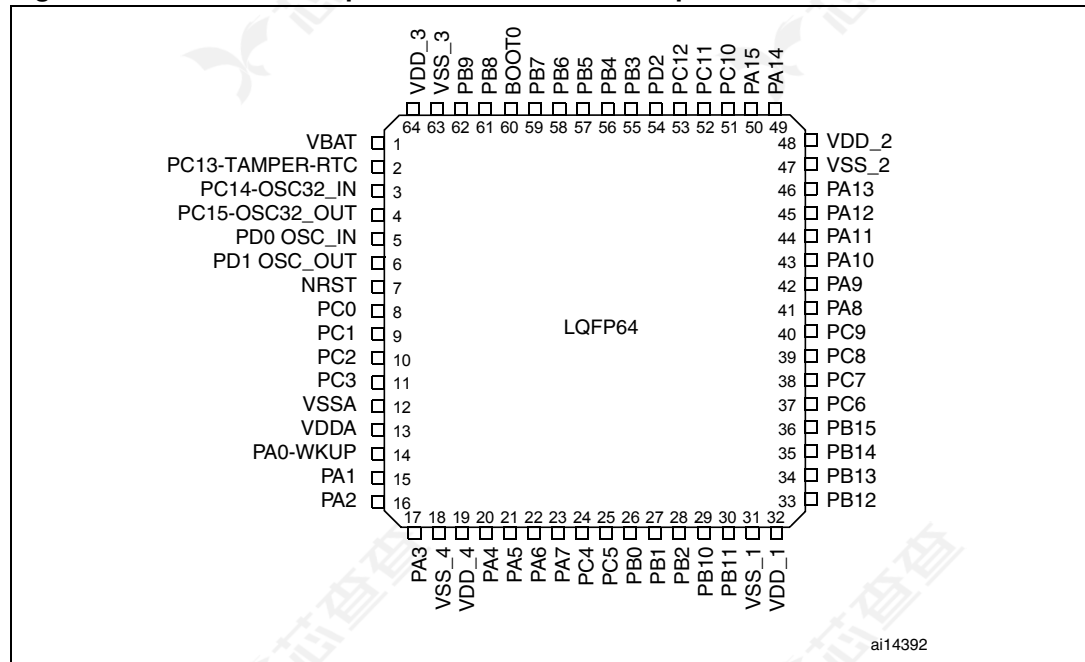 VDD_3
VSS_3
PB9
PB8
BOOT0
PB7
PB6
PB5
PB4
PB3
PD2
PC12
PC11
PC10
PA15
PA14
64 63 62 61 60 59 58 57 56 55 54 53 52 51 50 49
VBAT 1
PC13-TAMPER-RTC 2
PC14-OSC32_IN 3
PC15-OSC32_OUT 4
PD0 OSC_IN 5
PD1 OSC_OUT 6
NRST 7
PC0 8
PC1 9
PC2 10
PC3 11
VSSA 12
VDDA 13
PA0-WKUP 14
PA1 15
PA2 16
LQFP64
48 VDD_2
47 VSS_2
46 PA13
45 PA12
44 PA11
43 PA10
42 PA9
41 PA8
40 PC9
39 PC8
38 PC7
37 PC6
36 PB15
35 PB14
34 PB13
33 PB12
17 18 19 20 21 22 23 24 25 26 27 28 29 30 31 32
PA3
VSS_4
VDD_4
PA4
PA5
PA6
PA7
PC4
PC5
PB0
PB1
PB2
PB10
PB11
VSS_1
VDD_1
ai14392